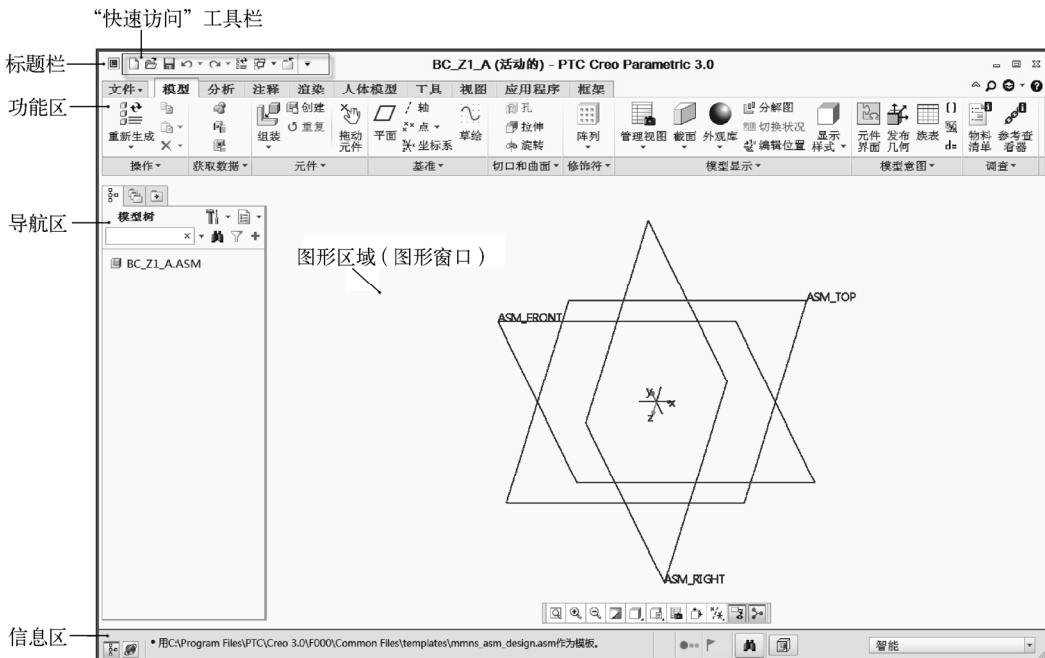 “快速访问”工具栏
标题栏
BC_Z1_A (活动的) - PTC Creo Parametric 3.0
功能区
文件 模型 分析 注释 渲染 人体模型 工具 视图 应用程序 框架
重新生成
组装
创建
重复
拖动元件
平面
轴
点
坐标系
草绘
孔
拉伸
旋转
阵列
管理视图
截面
外观库
分解图
切换状况
编辑位置
显示样式
元件界面
发布几何
族表
d=
物料清单
参考查看器
操作 获取数据 元件 基准 切口和曲面 修饰符 模型显示 模型意图 调查
导航区
模型树
BC_Z1_A.ASM
图形区域（图形窗口）
ASM_TOP
ASM_FRONT
y
x
z
ASM_RIGHT
信息区
• 用C:\Program Files\PTC\Creo 3.0\F000\Common Files\templates\mmns_asm_design.asm作为模板。
智能